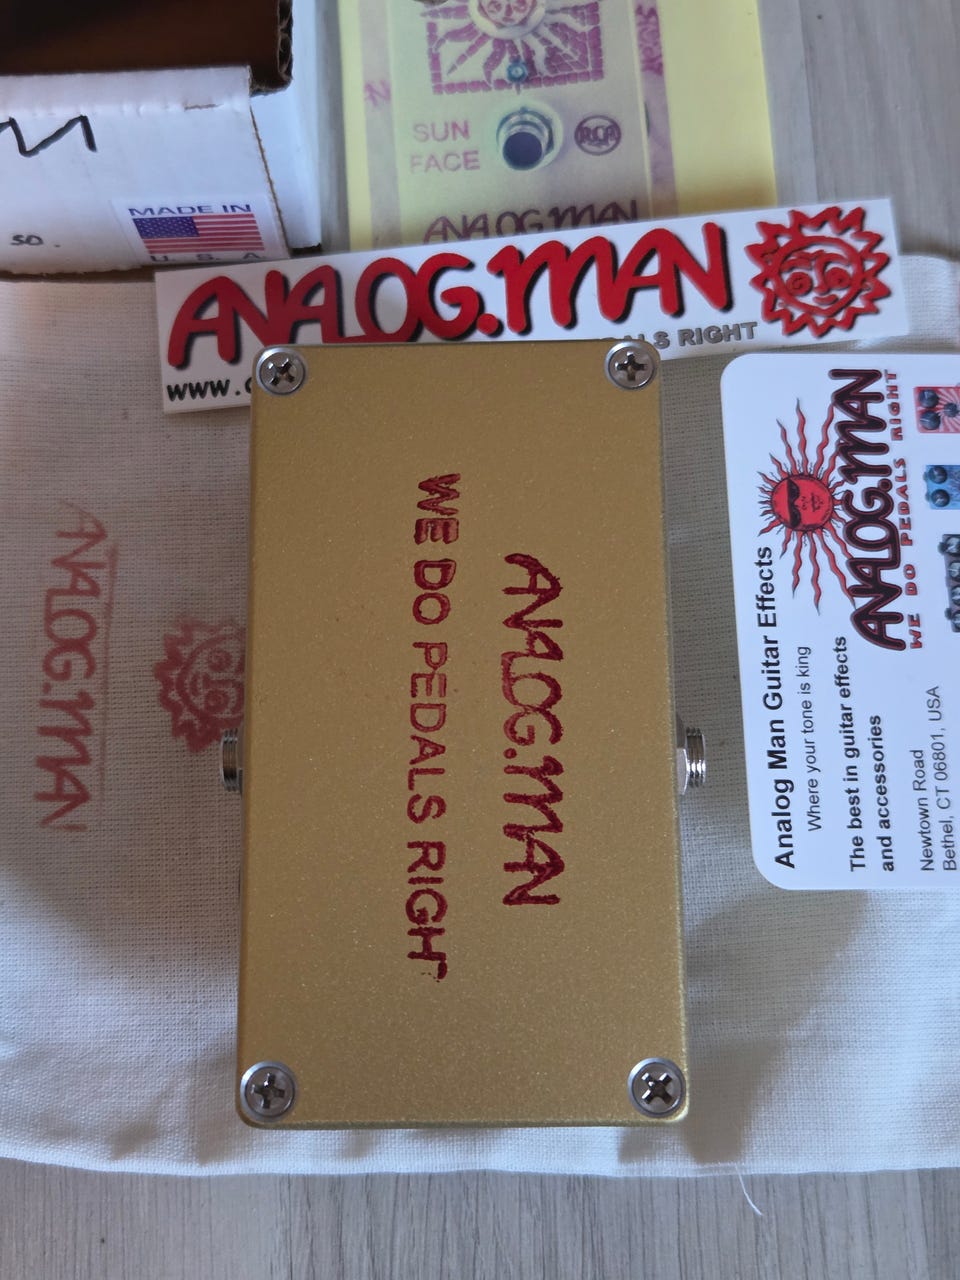 m
SO.
MADE IN
U. S. A.
SUN
FACE
RCA
ANALOG.MAN
ANALOG.MAN
ALS RIGHT
www.
ANALOG.MAN
WE DO PEDALS RIGHT
ANALOG.MAN
ANALOG.MAN
WE DO PEDALS RIGHT
Analog Man Guitar Effects
Where your tone is king
The best in guitar effects
and accessories
Newtown Road
Bethel, CT 06801, USA